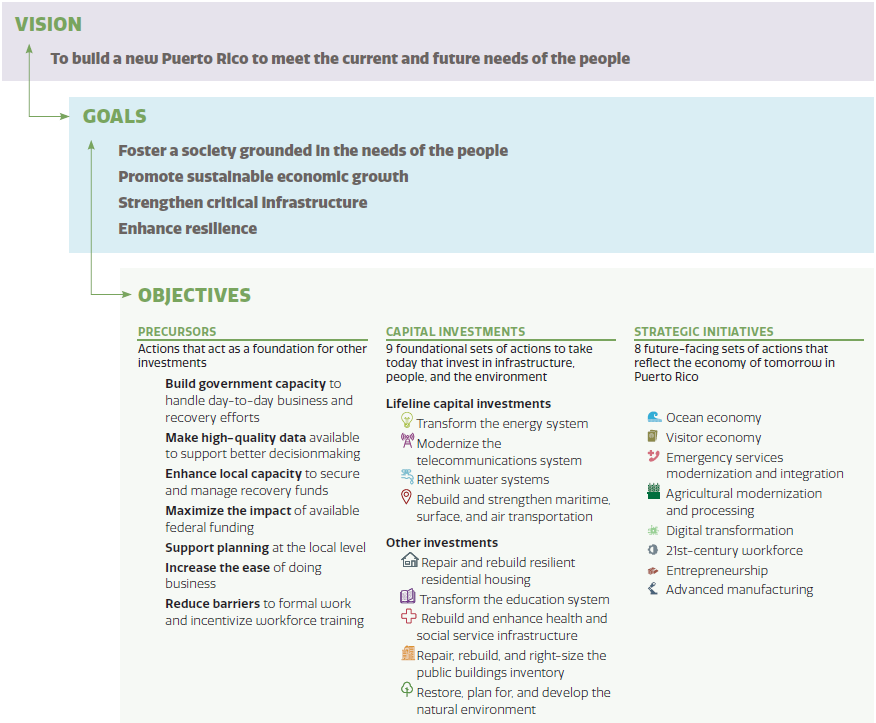 VISION
To build a new Puerto Rico to meet the current and future needs of the people
GOALS
Foster a society grounded in the needs of the people
Promote sustainable economic growth
Strengthen critical infrastructure
Enhance resilience
OBJECTIVES
PRECURSORS
Actions that act as a foundation for other
investments
Build government capacity to
handle day-to-day business and
recovery efforts
Make high-quality data available
to support better decisionmaking
Enhance local capacity to secure
and manage recovery funds
Maximize the impact of available
federal funding
Support planning at the local level
Increase the ease of doing
business
Reduce barriers to formal work
and incentivize workforce training
CAPITAL INVESTMENTS
9 foundational sets of actions to take
today that invest in infrastructure,
people, and the environment
Lifeline capital investments
Transform the energy system
Modernize the
telecommunications system
Rethink water systems
Rebuild and strengthen maritime,
surface, and air transportation
Other investments
Repair and rebuild resilient
residential housing
Transform the education system
Rebuild and enhance health and
social service infrastructure
Repair, rebuild, and right-size the
public buildings inventory
Restore, plan for, and develop the
natural environment
STRATEGIC INITIATIVES
8 future-facing sets of actions that
reflect the economy of tomorrow in
Puerto Rico
Ocean economy
Visitor economy
Emergency services
modernization and integration
Agricultural modernization
and processing
Digital transformation
21st-century workforce
Entrepreneurship
Advanced manufacturing